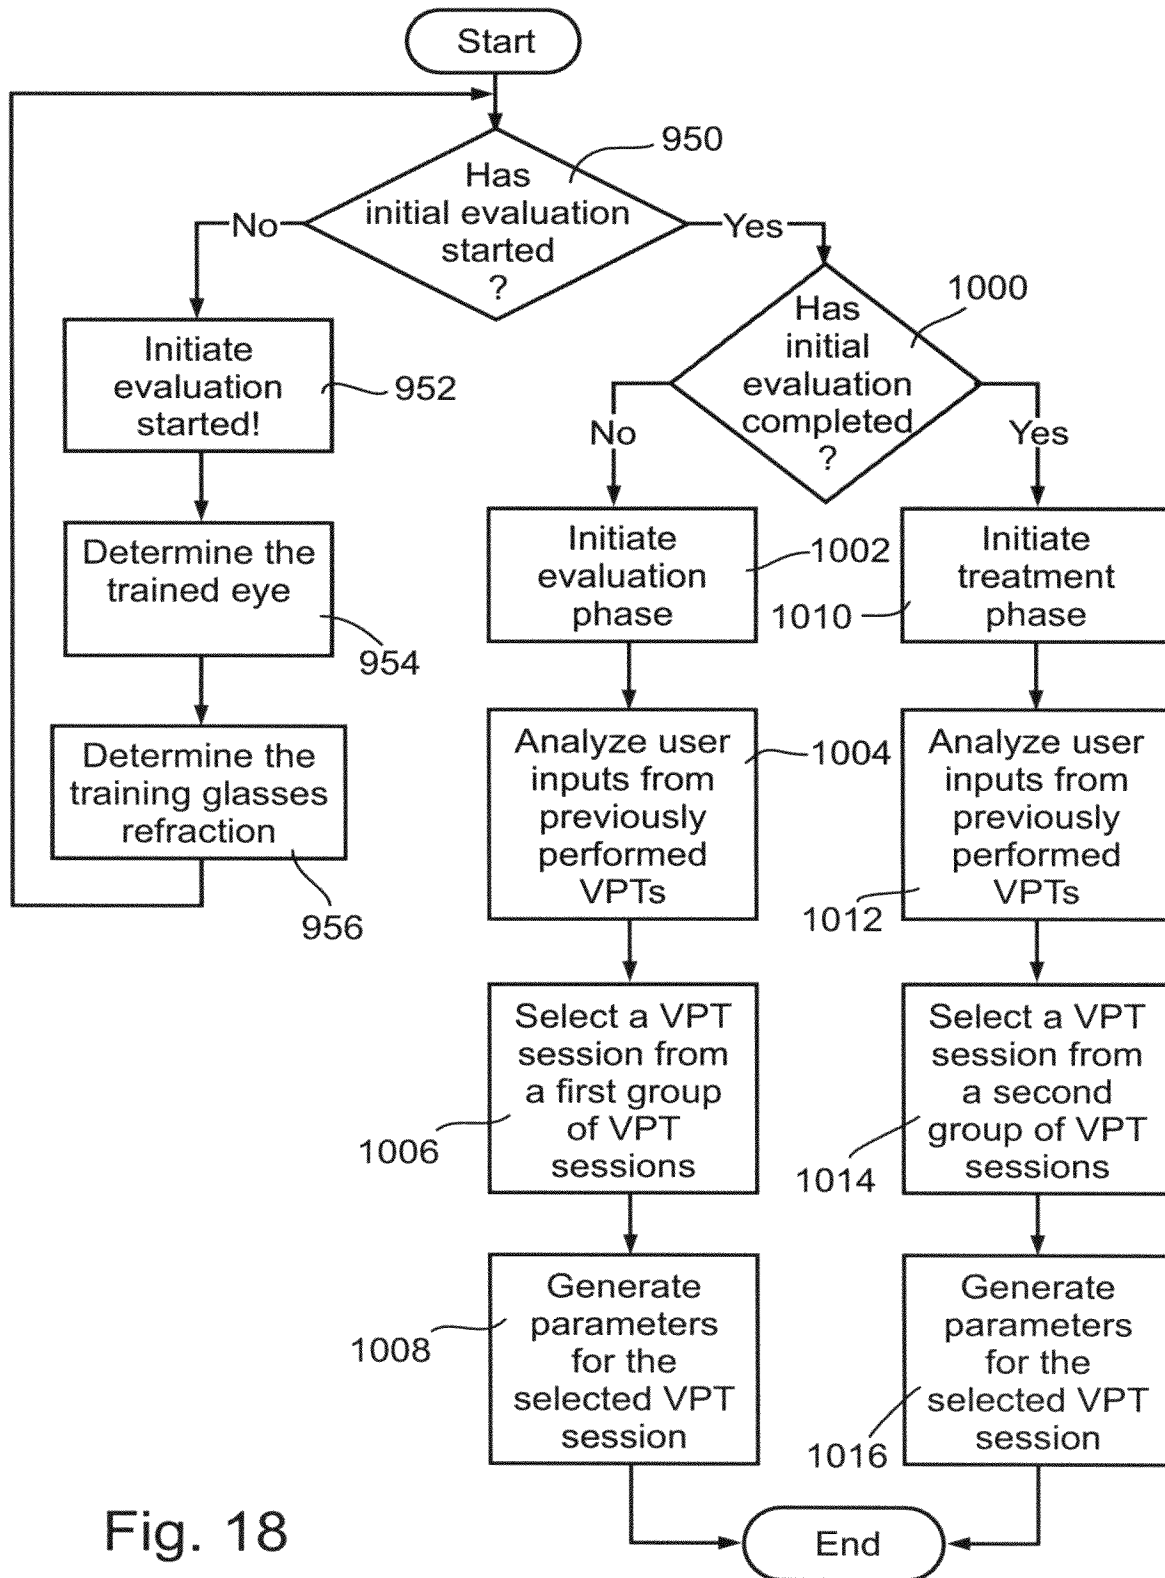 Start
950
Has
initial evaluation
started
?
No
Yes
1000
Has
initial
evaluation
completed
?
No
Yes
Initiate
evaluation
started!
952
Determine the
trained eye
954
Determine the
training glasses
refraction
956
Initiate
evaluation
phase
1002
Initiate
treatment
phase
1010
Analyze user
inputs from
previously
performed
VPTs
1004
Analyze user
inputs from
previously
performed
VPTs
1012
Select a VPT
session from
a first group
of VPT
sessions
1006
Select a VPT
session from
a second
group of VPT
sessions
1014
Generate
parameters
for the
selected VPT
session
1008
Generate
parameters
for the
selected VPT
session
1016
End
Fig. 18